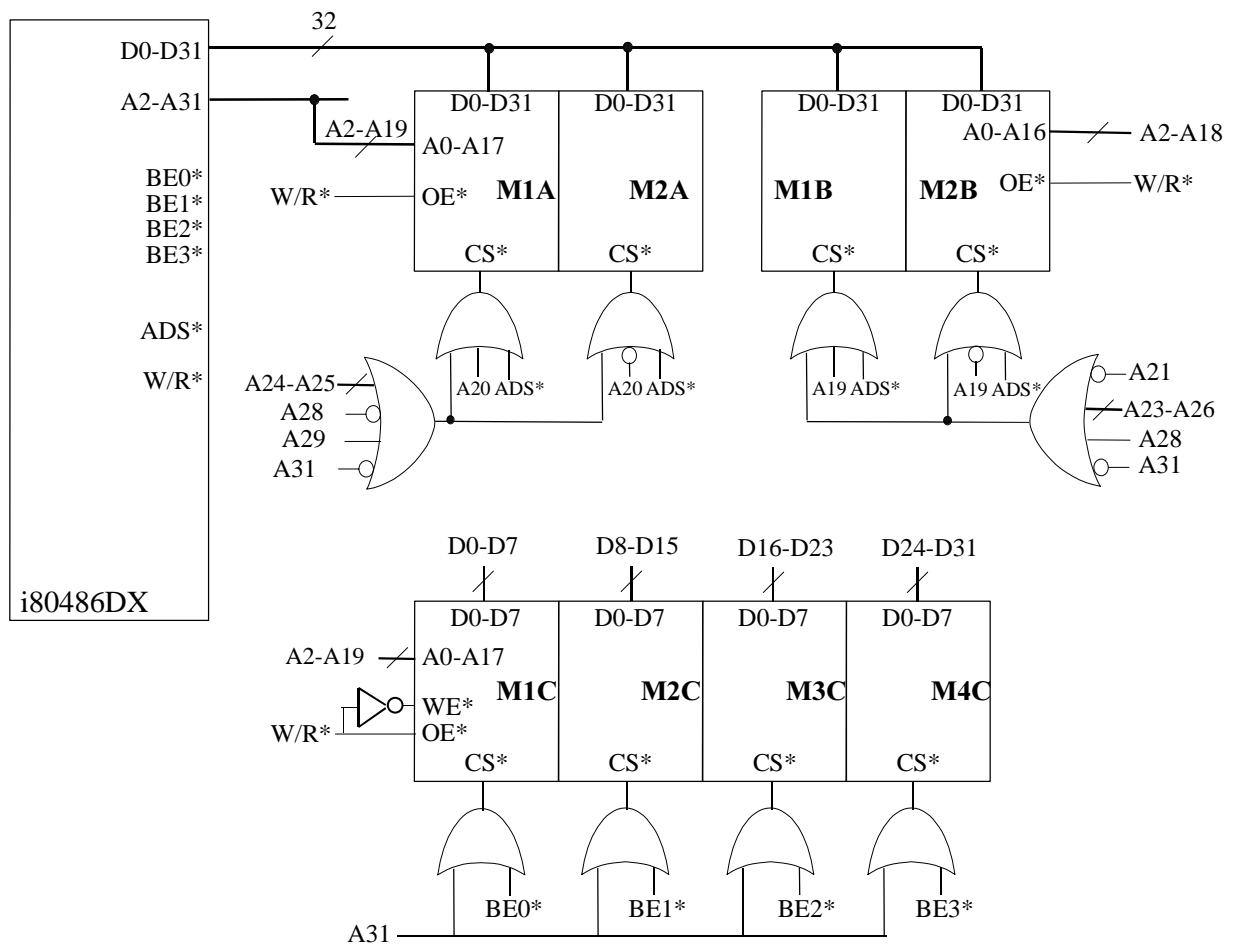 32
D0-D31
A2-A31
BE0*
BE1*
BE2*
BE3*
ADS*
W/R*
i80486DX
D0-D31 D0-D31 D0-D31 D0-D31
A2-A19 A0-A17 A0-A16 A2-A18
W/R* OE* M1A M2A M1B M2B OE* W/R*
CS* CS* CS* CS*
A20 ADS* A20 ADS* A19 ADS* A19 ADS*
A24-A25
A28
A29
A31
A21
A23-A26
A28
A31
D0-D7 D8-D15 D16-D23 D24-D31
D0-D7 D0-D7 D0-D7 D0-D7
A2-A19 A0-A17
M1C M2C M3C M4C
WE*
W/R* OE*
CS* CS* CS* CS*
BE0* BE1* BE2* BE3*
A31